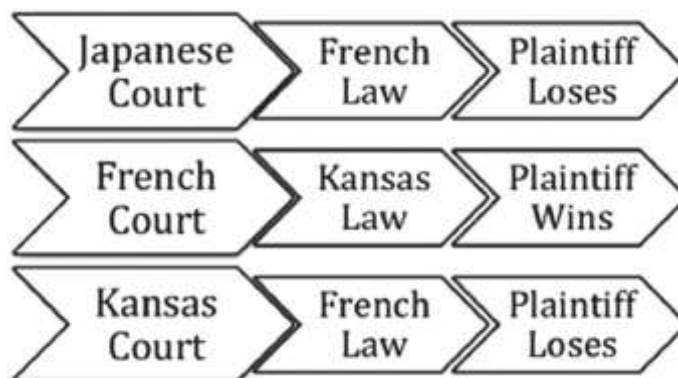 Japanese
Court
French
Law
Plaintiff
Loses
French
Court
Kansas
Law
Plaintiff
Wins
Kansas
Court
French
Law
Plaintiff
Loses